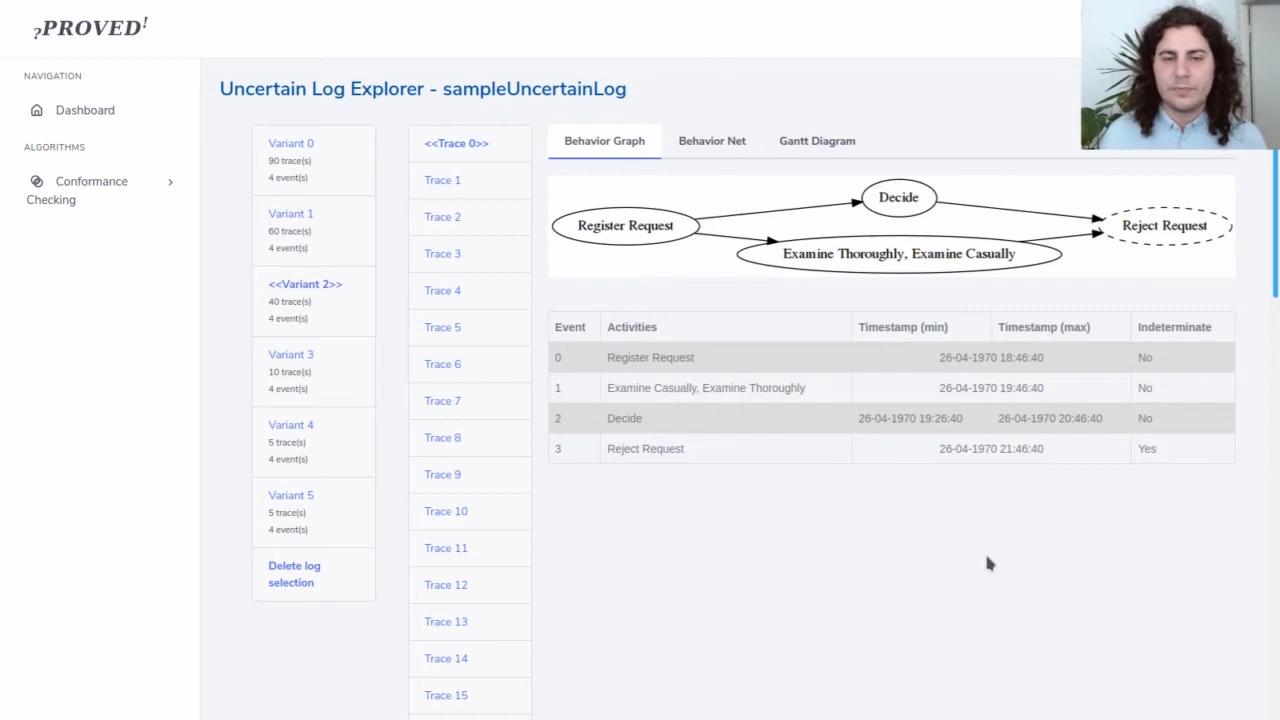 ?PROVED!
NAVIGATION
Dashboard
ALGORITHMS
Conformance
Checking
Uncertain Log Explorer - sampleUncertainLog
Variant 0
90 trace(s)
4 event(s)
Variant 1
60 trace(s)
4 event(s)
<<Variant 2>>
40 trace(s)
4 event(s)
Variant 3
10 trace(s)
4 event(s)
Variant 4
5 trace(s)
4 event(s)
Variant 5
5 trace(s)
4 event(s)
Delete log
selection
<<Trace 0>>
Trace 1
Trace 2
Trace 3
Trace 4
Trace 5
Trace 6
Trace 7
Trace 8
Trace 9
Trace 10
Trace 11
Trace 12
Trace 13
Trace 14
Trace 15
Behavior Graph Behavior Net Gantt Diagram
Decide
Register Request Reject Request
Examine Thoroughly, Examine Casually
Event Activities Timestamp (min) Timestamp (max) Indeterminate
0 Register Request 26-04-1970 18:46:40 No
1 Examine Casually, Examine Thoroughly 26-04-1970 19:46:40 No
2 Decide 26-04-1970 19:26:40 26-04-1970 20:46:40 No
3 Reject Request 26-04-1970 21:46:40 Yes